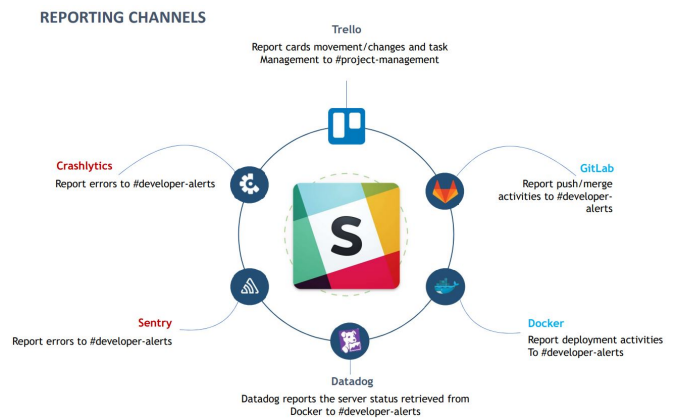 REPORTING CHANNELS
Trello
Report cards movement/changes and task
Management to #project-management
Crashlytics
Report errors to #developer-alerts
GitLab
Report push/merge
activities to #developer-
alerts
S
Sentry
Report errors to #developer-alerts
Docker
Report deployment activities
To #developer-alerts
Datadog
Datadog reports the server status retrieved from
Docker to #developer-alerts